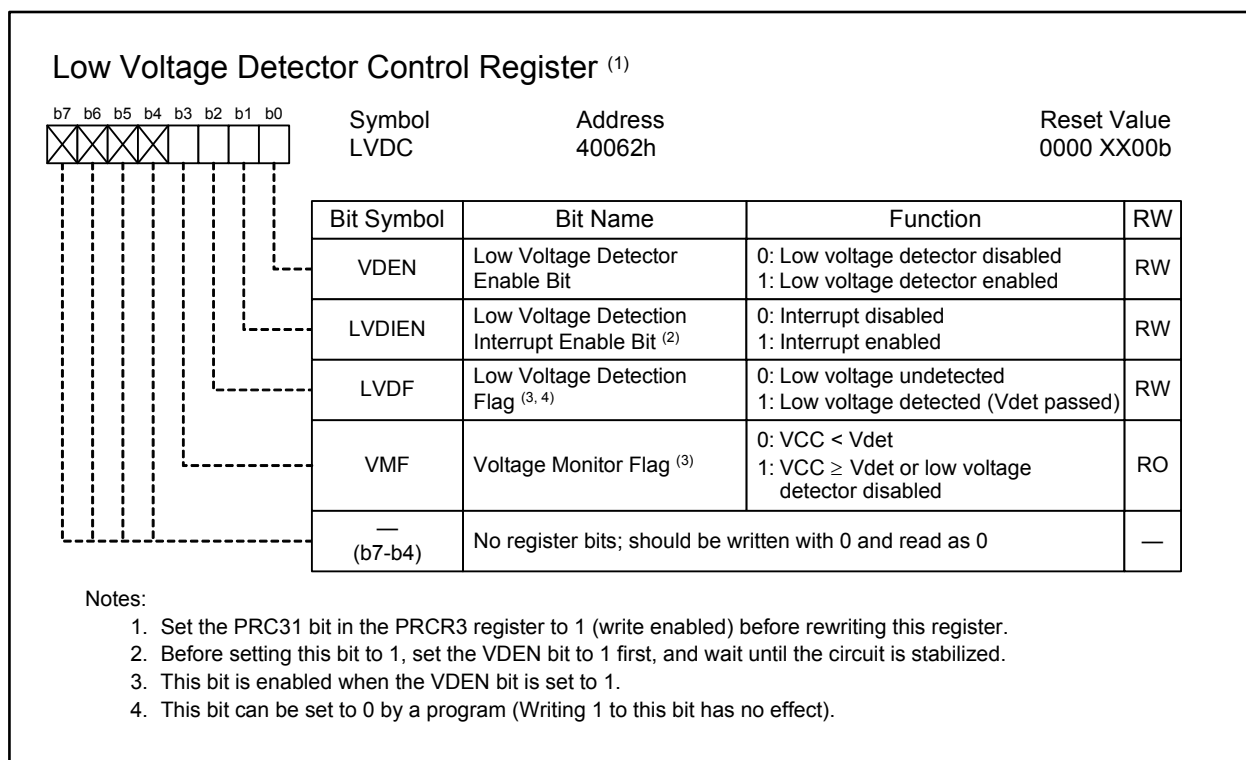 Low Voltage Detector Control Register (1)
b7 b6 b5 b4 b3 b2 b1 b0
Symbol Address Reset Value
LVDC 40062h 0000 XX00b
Bit Symbol Bit Name Function RW
VDEN Low Voltage Detector Enable Bit 0: Low voltage detector disabled RW
1: Low voltage detector enabled
LVDIEN Low Voltage Detection Interrupt Enable Bit (2) 0: Interrupt disabled RW
1: Interrupt enabled
LVDF Low Voltage Detection Flag (3, 4) 0: Low voltage undetected RW
1: Low voltage detected (Vdet passed)
VMF Voltage Monitor Flag (3) 0: VCC < Vdet RO
1: VCC ≥ Vdet or low voltage
detector disabled
— (b7-b4) No register bits; should be written with 0 and read as 0 —
Notes:
1. Set the PRC31 bit in the PRCR3 register to 1 (write enabled) before rewriting this register.
2. Before setting this bit to 1, set the VDEN bit to 1 first, and wait until the circuit is stabilized.
3. This bit is enabled when the VDEN bit is set to 1.
4. This bit can be set to 0 by a program (Writing 1 to this bit has no effect).